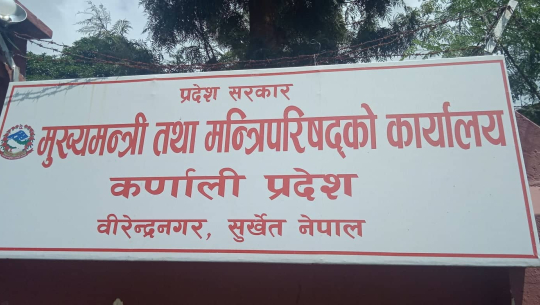 प्रदेश सरकार
मुख्यमन्त्री तथा मन्त्रिपरिषद्को कार्यालय
कर्णाली प्रदेश
वीरेन्द्रनगर, सुर्खेत नेपाल